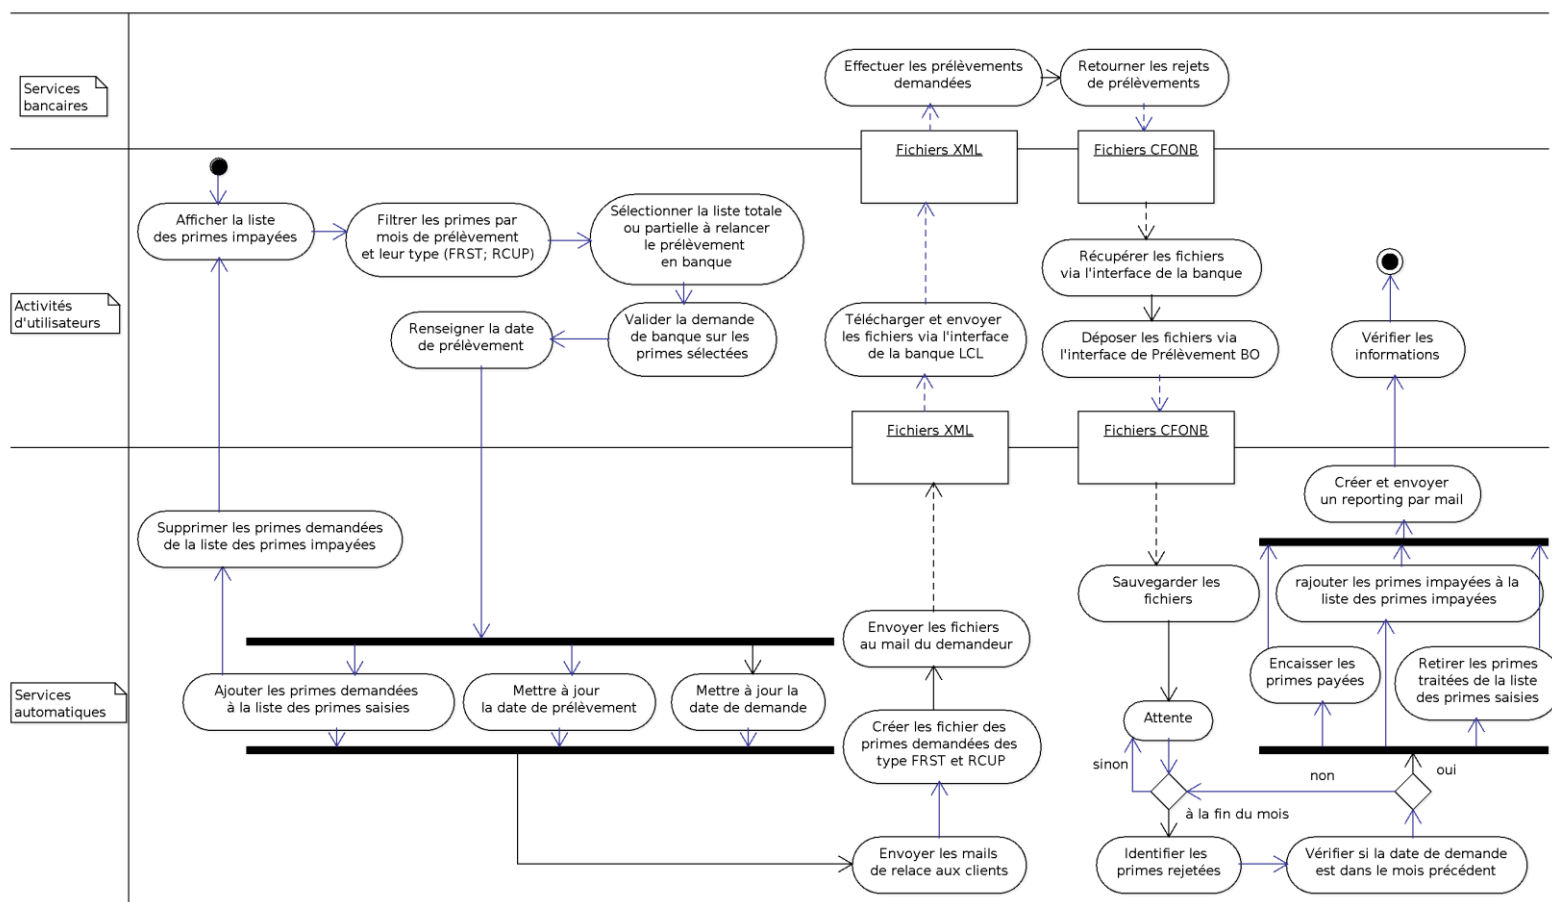 Services
bancaires
Effectuer les prélèvements
demandées
Retourner les rejets
de prélèvements
Fichiers XML
Fichiers CFONB
Activités
d'utilisateurs
Afficher la liste
des primes impayées
Filtrer les primes par
mois de prélèvement
et leur type (FRST; RCUP)
Sélectionner la liste totale
ou partielle à relancer
le prélèvement
en banque
Valider la demande
de banque sur les
primes sélectées
Renseigner la date
de prélèvement
Télécharger et envoyer
les fichiers via l'interface
de la banque LCL
Récupérer les fichiers
via l'interface de la banque
Déposer les fichiers via
l'interface de Prélèvement BO
Vérifier les
informations
Fichiers XML
Fichiers CFONB
Services
automatiques
Supprimer les primes demandées
de la liste des primes impayées
Ajouter les primes demandées
à la liste des primes saisies
Mettre à jour
la date de prélèvement
Mettre à jour la
date de demande
Envoyer les fichiers
au mail du demandeur
Créer les fichier des
primes demandées des
type FRST et RCUP
Envoyer les mails
de relace aux clients
Sauvegarder les
fichiers
Attente
sinon
à la fin du mois
Identifier les
primes rejetées
Vérifier si la date de demande
est dans le mois précédent
non
oui
Encaisser les
primes payées
rajouter les primes impayées à la
liste des primes impayées
Retirer les primes
traitées de la liste
des primes saisies
Créer et envoyer
un reporting par mail